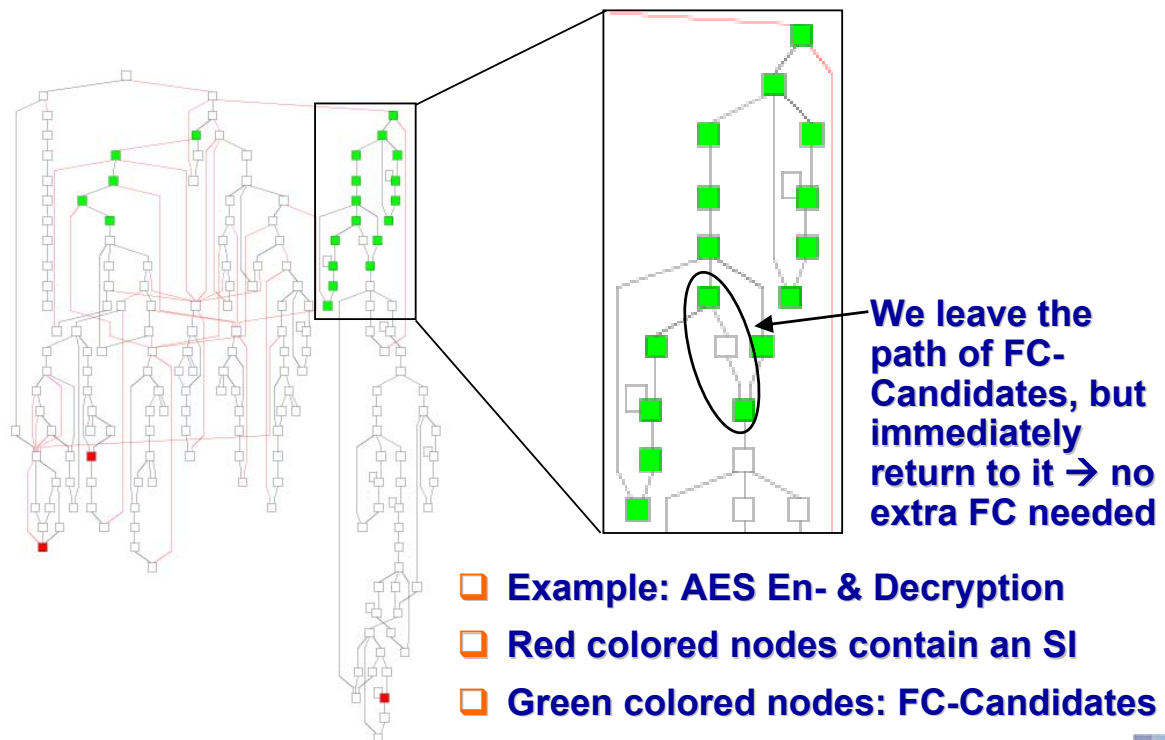 We leave the
path of FC-
Candidates, but
immediately
return to it → no
extra FC needed
Example: AES En- & Decryption
Red colored nodes contain an SI
Green colored nodes: FC-Candidates